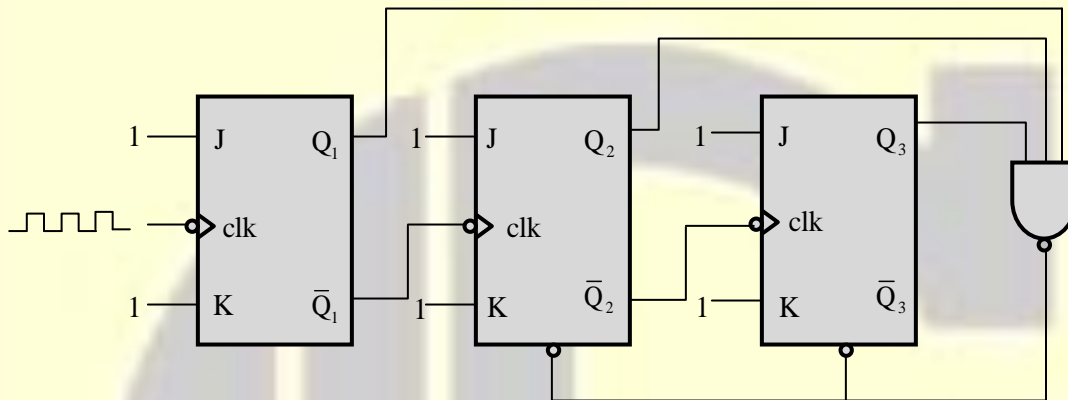 1 J Q₁ 1 J Q₂ 1 J Q₃
clk clk clk
1 K Q̅₁ 1 K Q̅₂ 1 K Q̅₃